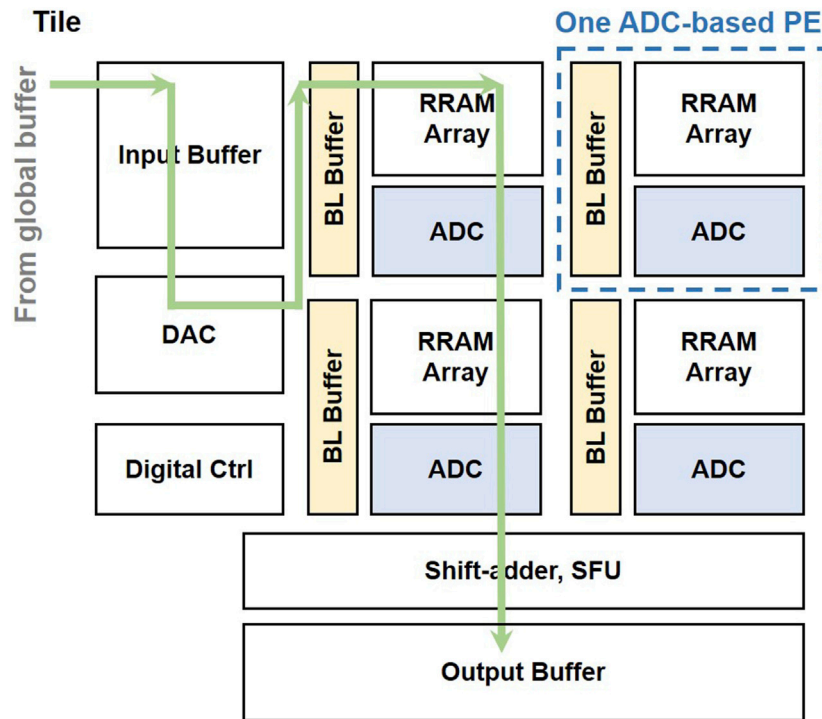 Tile
One ADC-based PE
From global buffer
Input Buffer
BL Buffer
RRAM
Array
ADC
BL Buffer
RRAM
Array
ADC
DAC
BL Buffer
RRAM
Array
ADC
BL Buffer
RRAM
Array
ADC
Digital Ctrl
Shift-adder, SFU
Output Buffer